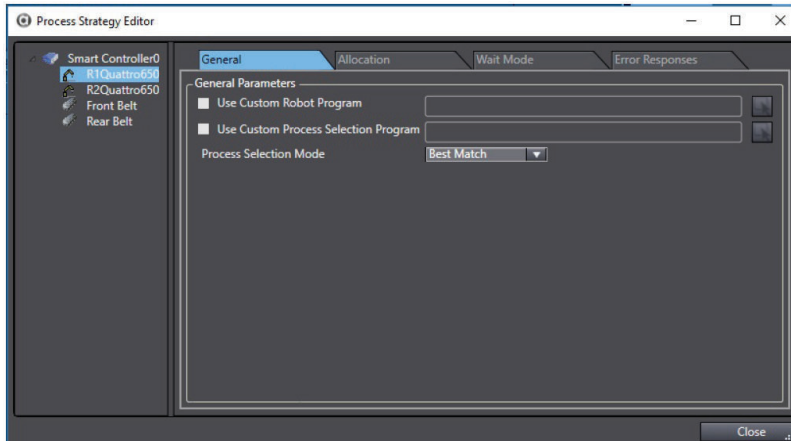 Process Strategy Editor
Smart Controller0
R1Quattro650
R2Quattro650
Front Belt
Rear Belt
General
Allocation
Wait Mode
Error Responses
General Parameters
Use Custom Robot Program
Use Custom Process Selection Program
Process Selection Mode
Best Match
Close